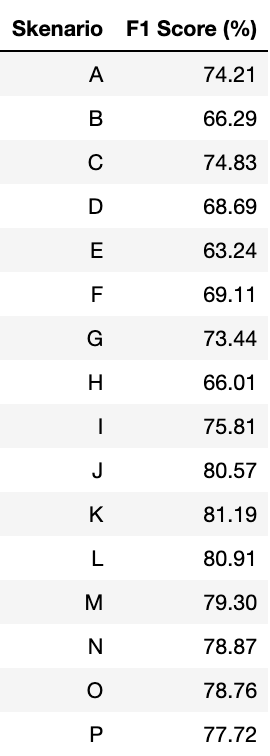 Skenario F1 Score (%)
A 74.21
B 66.29
C 74.83
D 68.69
E 63.24
F 69.11
G 73.44
H 66.01
I 75.81
J 80.57
K 81.19
L 80.91
M 79.30
N 78.87
O 78.76
P 77.72